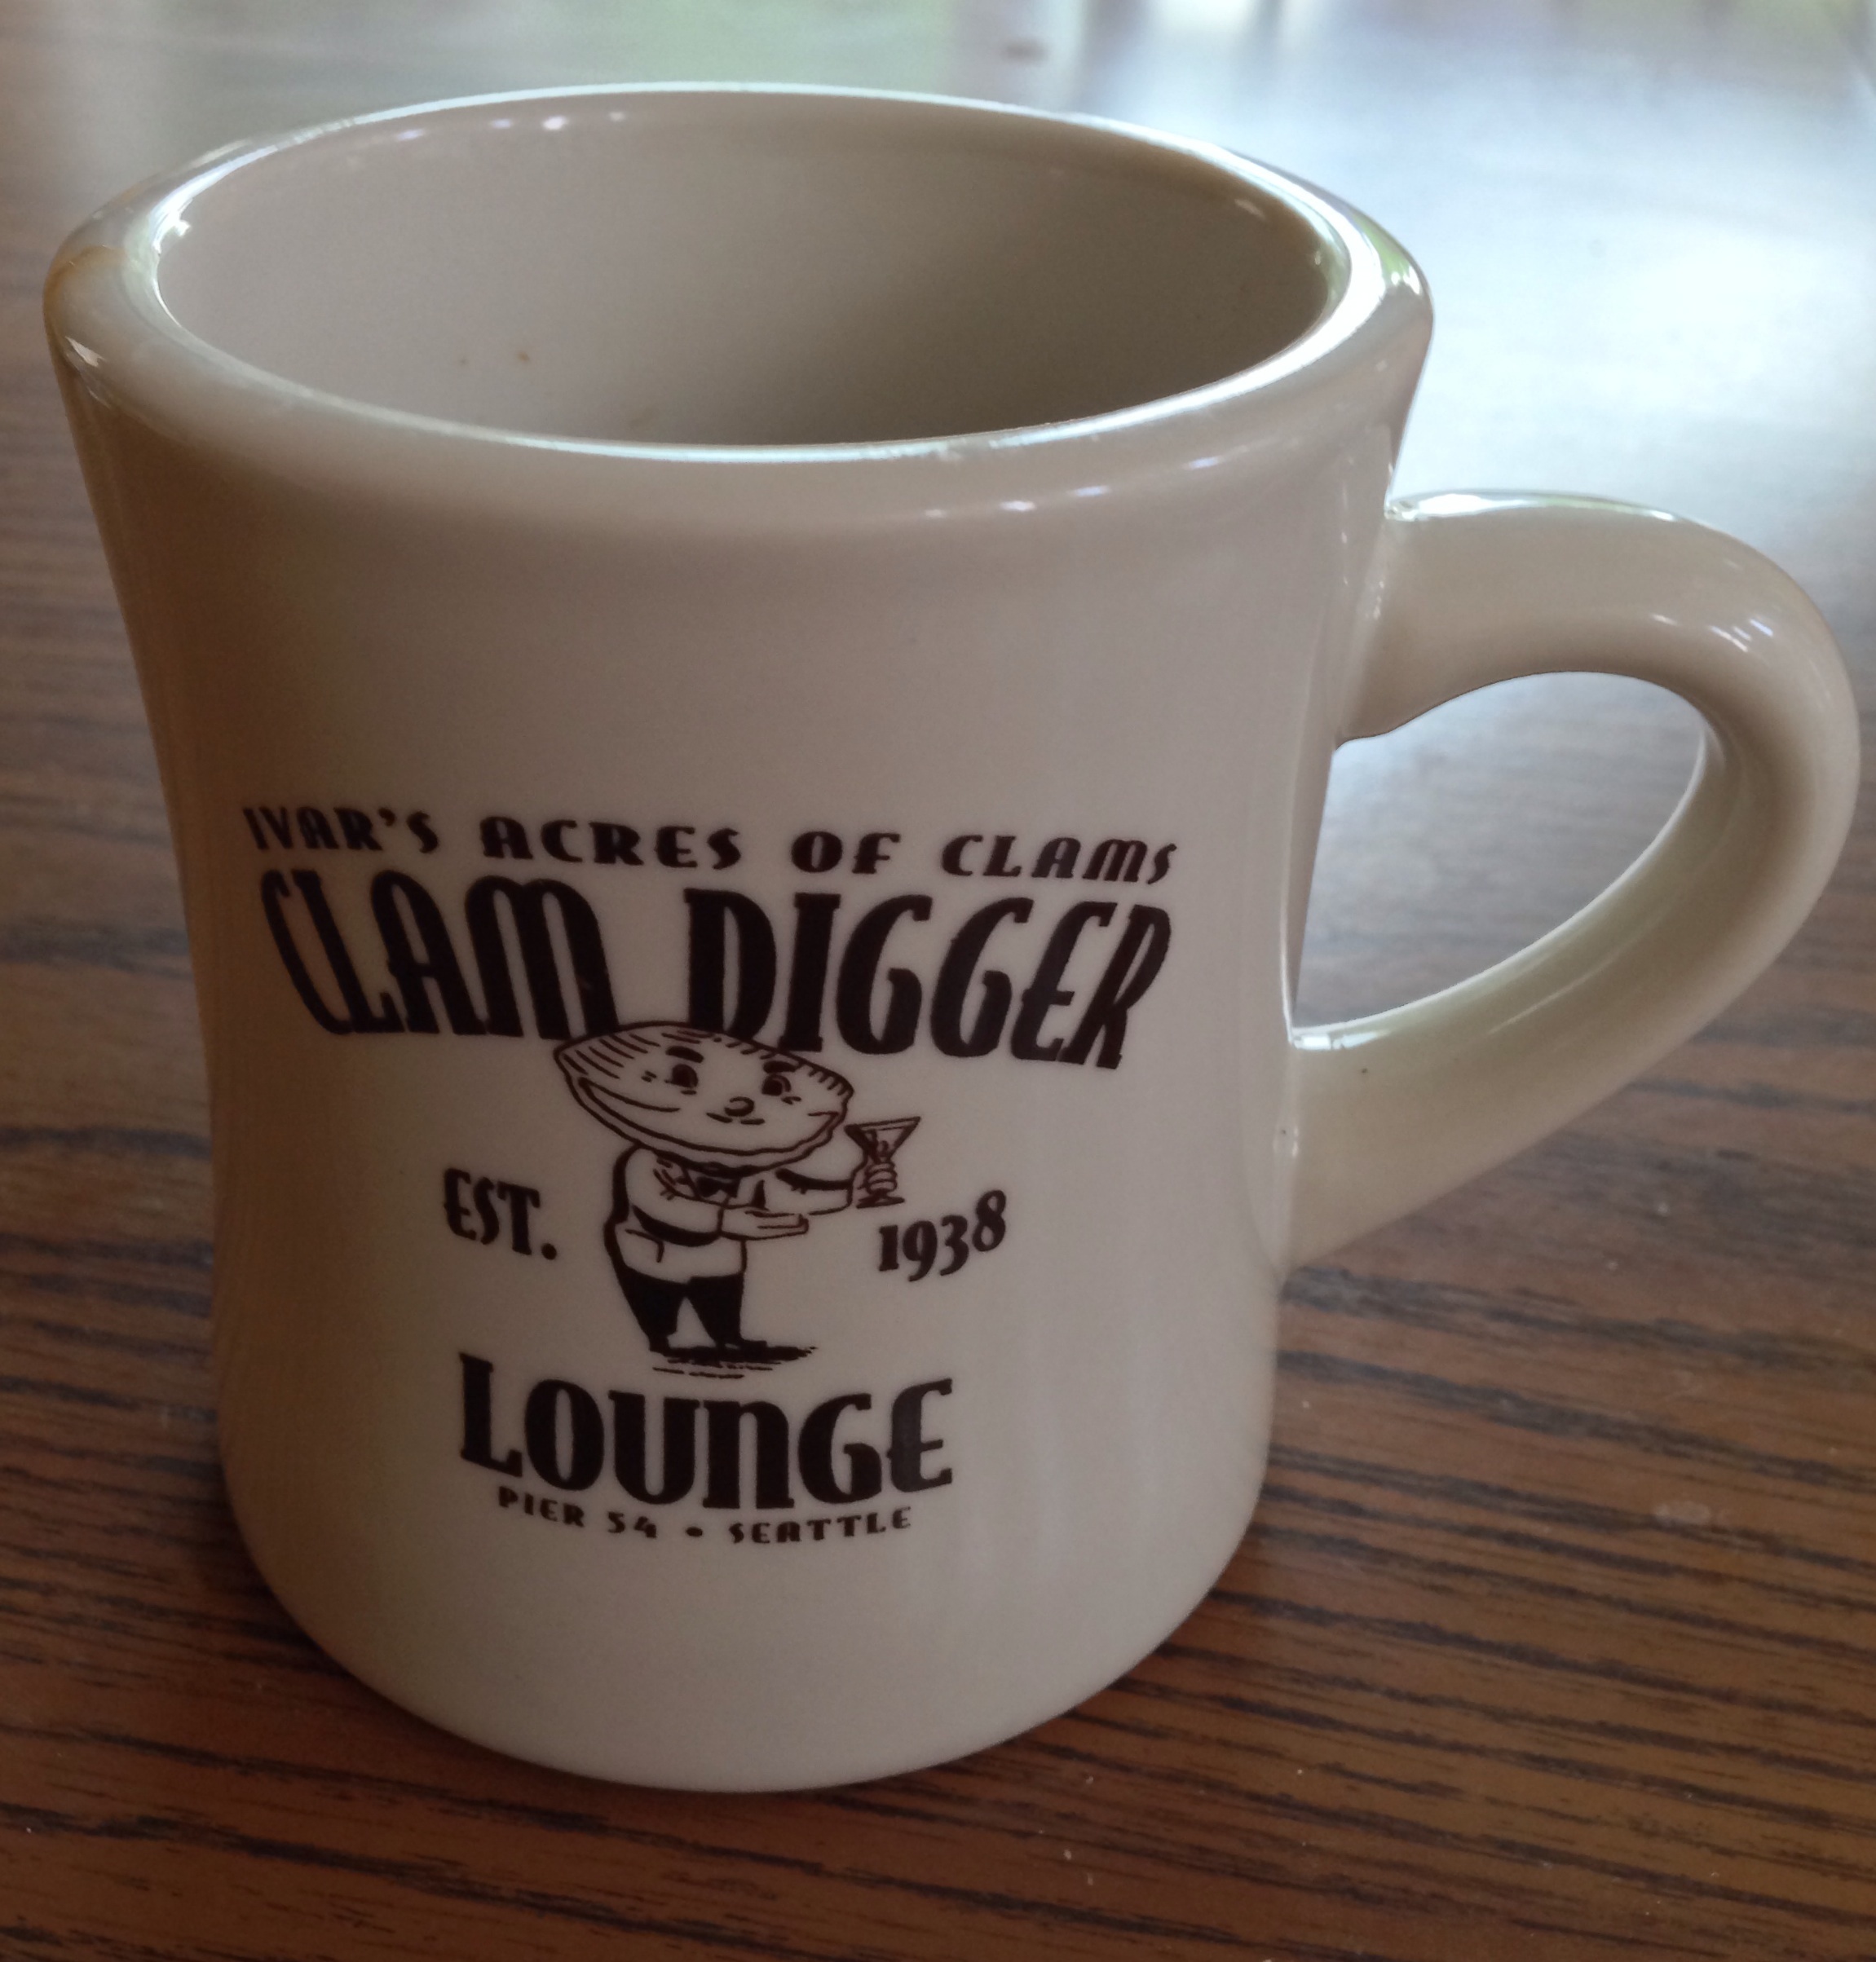 IVAR'S ACRES OF CLAMS
CLAM DIGGER
EST. 1938
LOUNGE
PIER 54 • SEATTLE